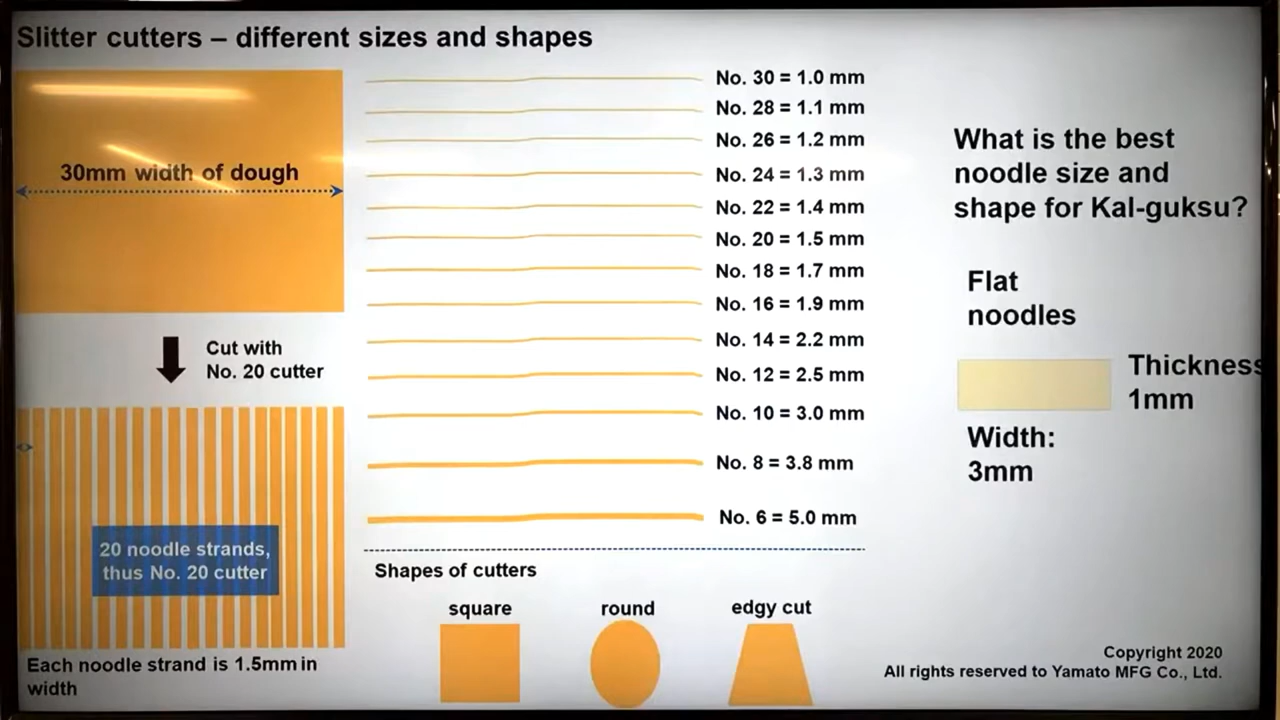 Slitter cutters – different sizes and shapes
30mm width of dough
Cut with
No. 20 cutter
20 noodle strands,
thus No. 20 cutter
Each noodle strand is 1.5mm in
width
No. 30 = 1.0 mm
No. 28 = 1.1 mm
No. 26 = 1.2 mm
No. 24 = 1.3 mm
No. 22 = 1.4 mm
No. 20 = 1.5 mm
No. 18 = 1.7 mm
No. 16 = 1.9 mm
No. 14 = 2.2 mm
No. 12 = 2.5 mm
No. 10 = 3.0 mm
No. 8 = 3.8 mm
No. 6 = 5.0 mm
Shapes of cutters
square
round
edgy cut
What is the best
noodle size and
shape for Kal-guksu?
Flat
noodles
Thickness
1mm
Width:
3mm
Copyright 2020
All rights reserved to Yamato MFG Co., Ltd.